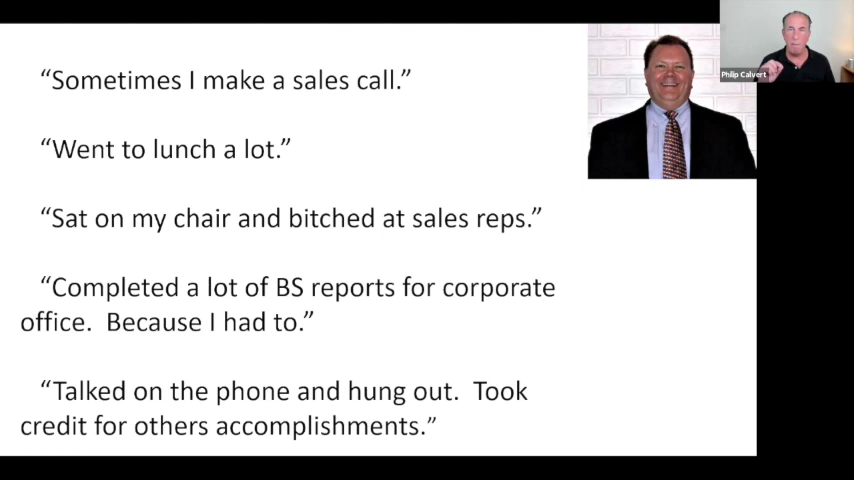 “Sometimes I make a sales call.”
“Went to lunch a lot.”
“Sat on my chair and bitched at sales reps.”
“Completed a lot of BS reports for corporate
office.  Because I had to.”
“Talked on the phone and hung out.  Took
credit for others accomplishments.”
Philip Calvert